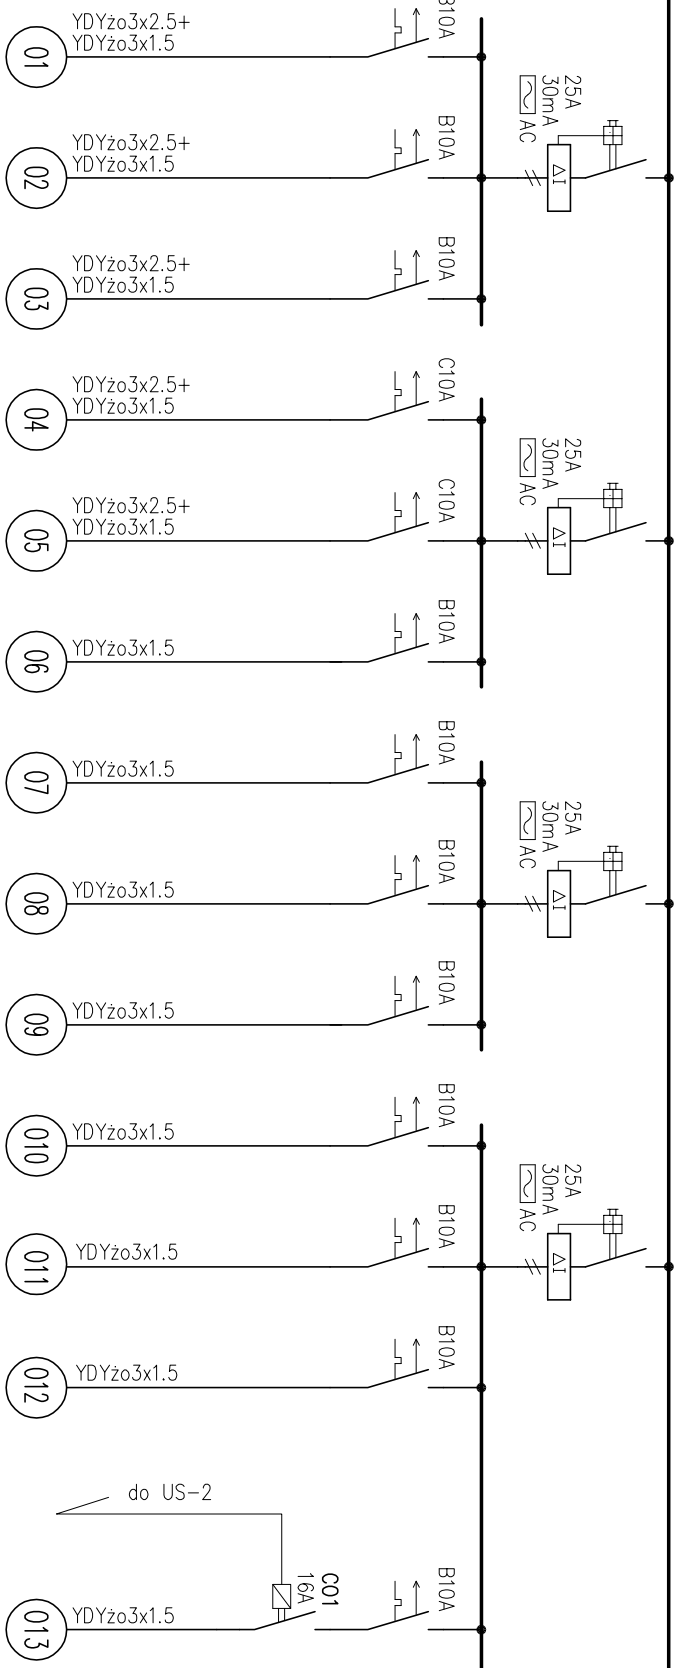 YDYżo3x2.5+
YDYżo3x1.5
01
B10A
25A
30mA
AC
ΔI
YDYżo3x2.5+
YDYżo3x1.5
02
B10A
YDYżo3x2.5+
YDYżo3x1.5
03
B10A
YDYżo3x2.5+
YDYżo3x1.5
04
C10A
25A
30mA
AC
ΔI
YDYżo3x2.5+
YDYżo3x1.5
05
C10A
YDYżo3x1.5
06
B10A
YDYżo3x1.5
07
B10A
25A
30mA
AC
ΔI
YDYżo3x1.5
08
B10A
YDYżo3x1.5
09
B10A
YDYżo3x1.5
010
B10A
25A
30mA
AC
ΔI
YDYżo3x1.5
011
B10A
YDYżo3x1.5
012
B10A
do US-2
CO1
16A
B10A
YDYżo3x1.5
013